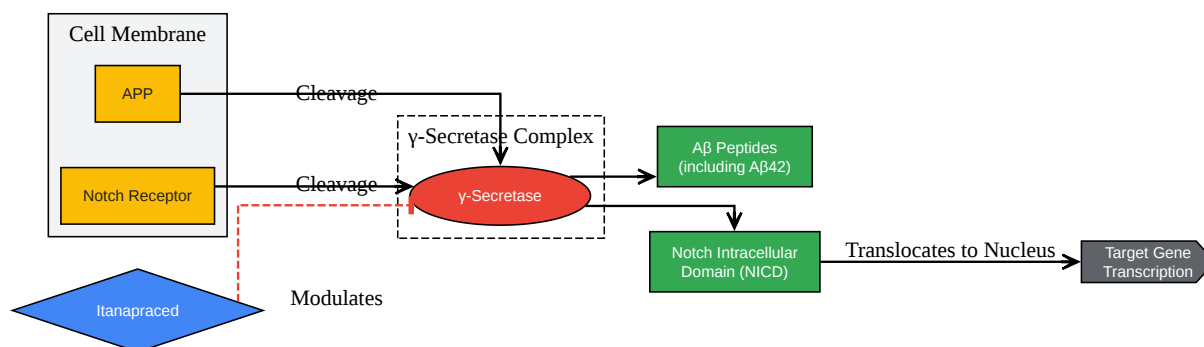 Cell Membrane
APP
Cleavage
γ-Secretase Complex
Aβ Peptides
(including Aβ42)
Notch Receptor
Cleavage
γ-Secretase
Notch Intracellular
Domain (NICD)
Translocates to Nucleus
Target Gene
Transcription
Itanapraced
Modulates